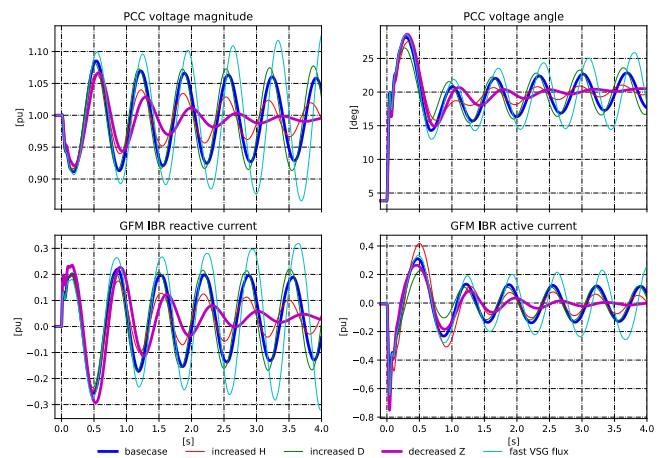 PCC voltage magnitude
PCC voltage angle
1.10
1.05
1.00
0.95
0.90
[pu]
25
20
15
10
5
[deg]
GFM IBR reactive current
GFM IBR active current
0.3
0.2
0.1
0.0
−0.1
−0.2
−0.3
[pu]
0.4
0.2
−0.0
−0.2
−0.4
−0.6
−0.8
[pu]
0.0 0.5 1.0 1.5 2.0 2.5 3.0 3.5 4.0
0.0 0.5 1.0 1.5 2.0 2.5 3.0 3.5 4.0
[s]
[s]
basecase increased H increased D decreased Z fast VSG flux